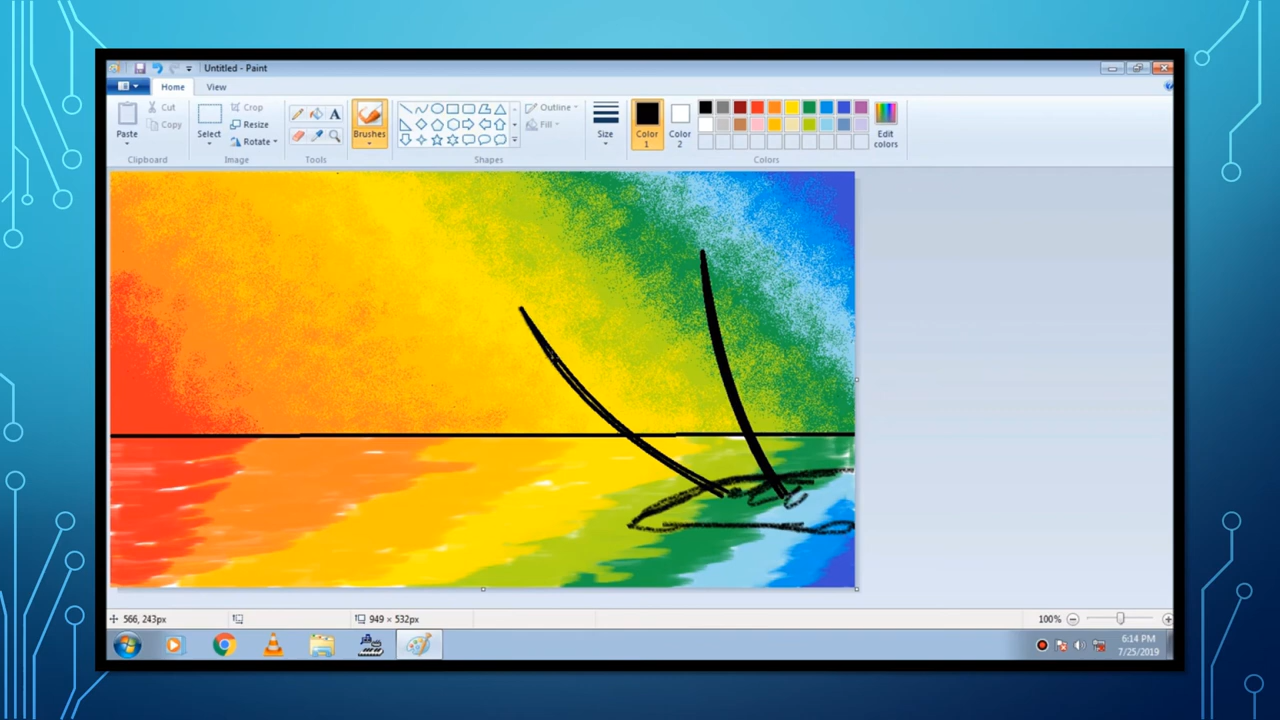 Untitled - Paint
Home View
Paste
Cut
Copy
Clipboard
Select
Crop
Resize
Rotate
Image
A
Tools
Brushes
Outline
Fill
Shapes
Size
Color 1
Color 2
Edit colors
Colors
566, 243px
949 × 532px
100%
6:14 PM
7/25/2019